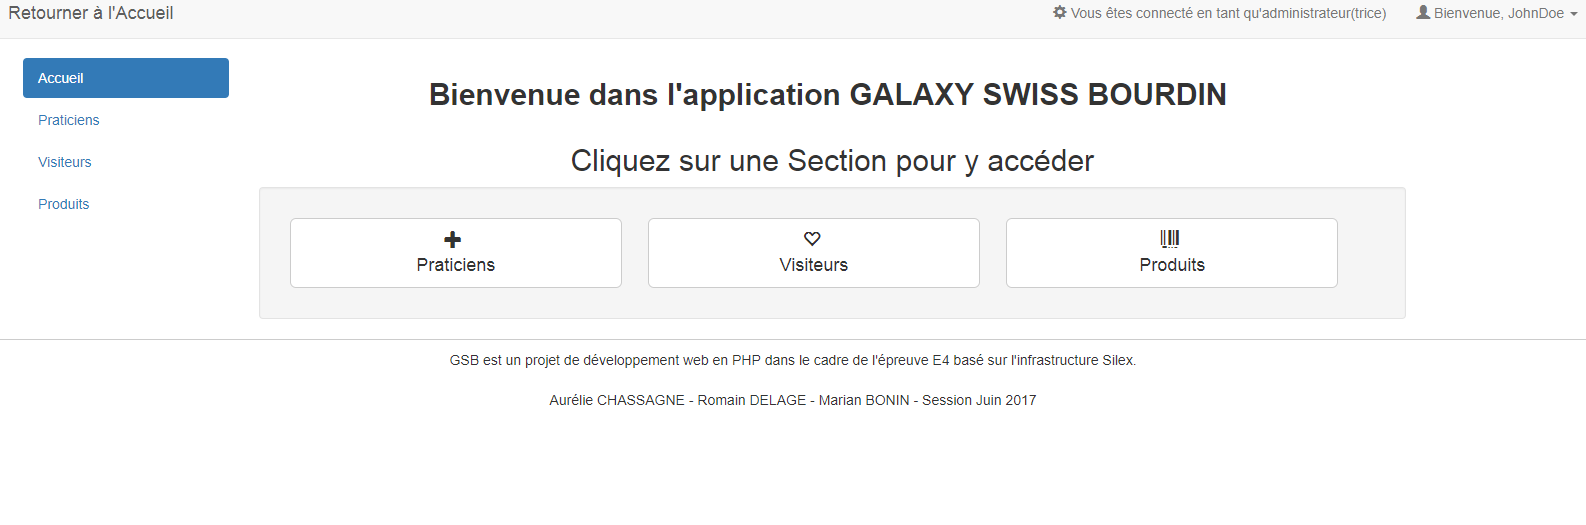 Retourner à l'Accueil
Vous êtes connecté en tant qu'administrateur(trice)
Bienvenue, JohnDoe
Accueil
Praticiens
Visiteurs
Produits
Bienvenue dans l'application GALAXY SWISS BOURDIN
Cliquez sur une Section pour y accéder
Praticiens
Visiteurs
Produits
GSB est un projet de développement web en PHP dans le cadre de l'épreuve E4 basé sur l'infrastructure Silex.
Aurélie CHASSAGNE - Romain DELAGE - Marian BONIN - Session Juin 2017